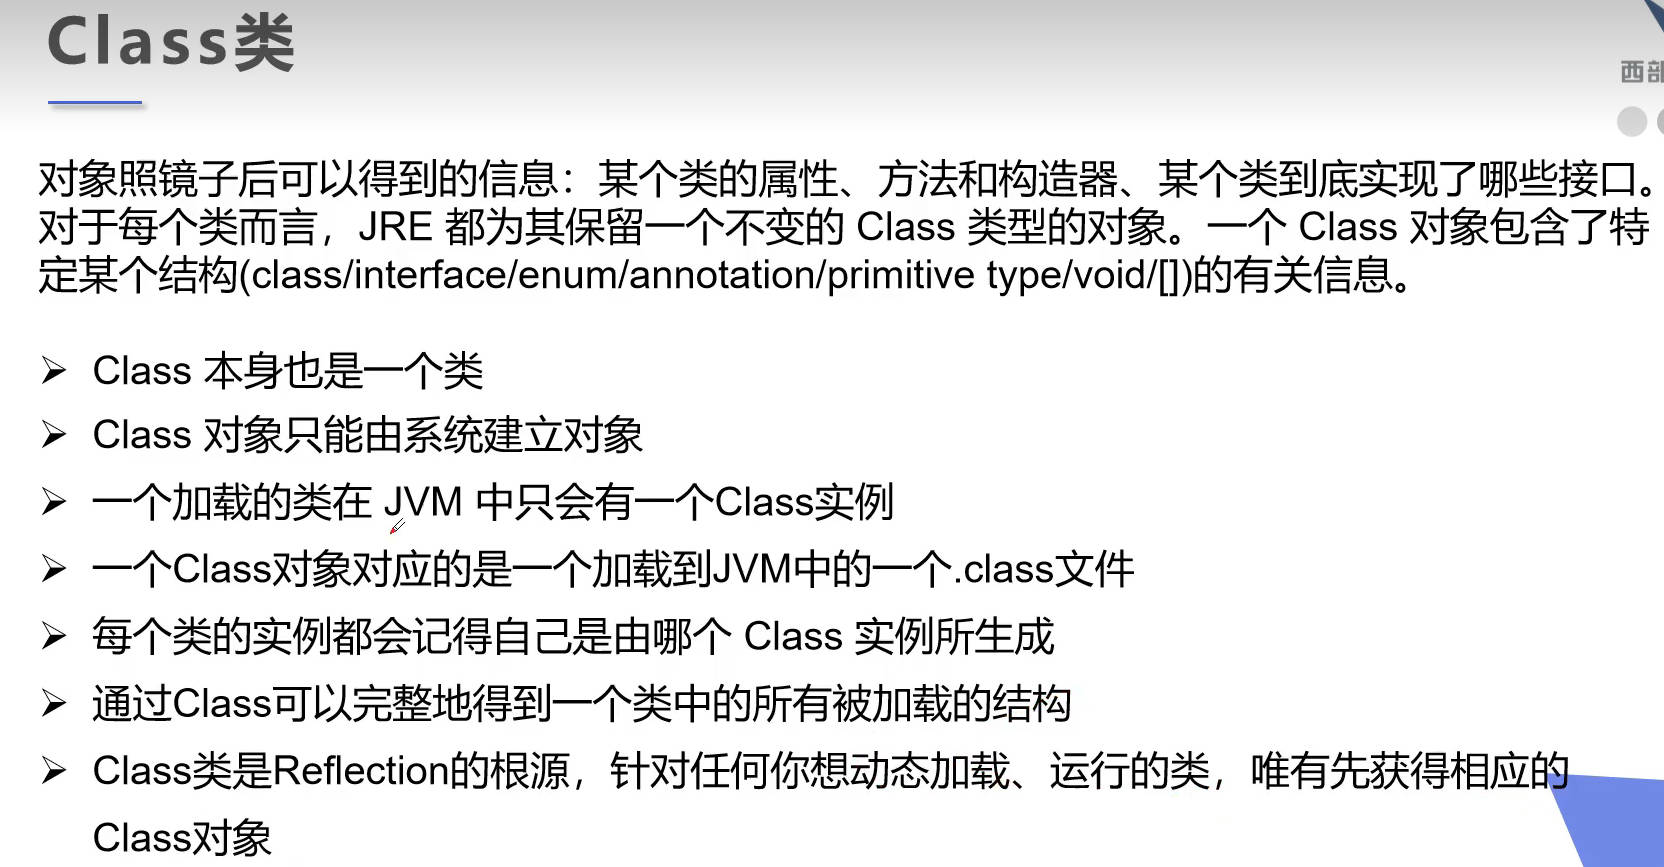 Class类
西部
对象照镜子后可以得到的信息：某个类的属性、方法和构造器、某个类到底实现了哪些接口。
对于每个类而言，JRE 都为其保留一个不变的 Class 类型的对象。一个 Class 对象包含了特
定某个结构(class/interface/enum/annotation/primitive type/void/[])的有关信息。
➢ Class 本身也是一个类
➢ Class 对象只能由系统建立对象
➢ 一个加载的类在 JVM 中只会有一个Class实例
➢ 一个Class对象对应的是一个加载到JVM中的一个.class文件
➢ 每个类的实例都会记得自己是由哪个 Class 实例所生成
➢ 通过Class可以完整地得到一个类中的所有被加载的结构
➢ Class类是Reflection的根源，针对任何你想动态加载、运行的类，唯有先获得相应的
Class对象